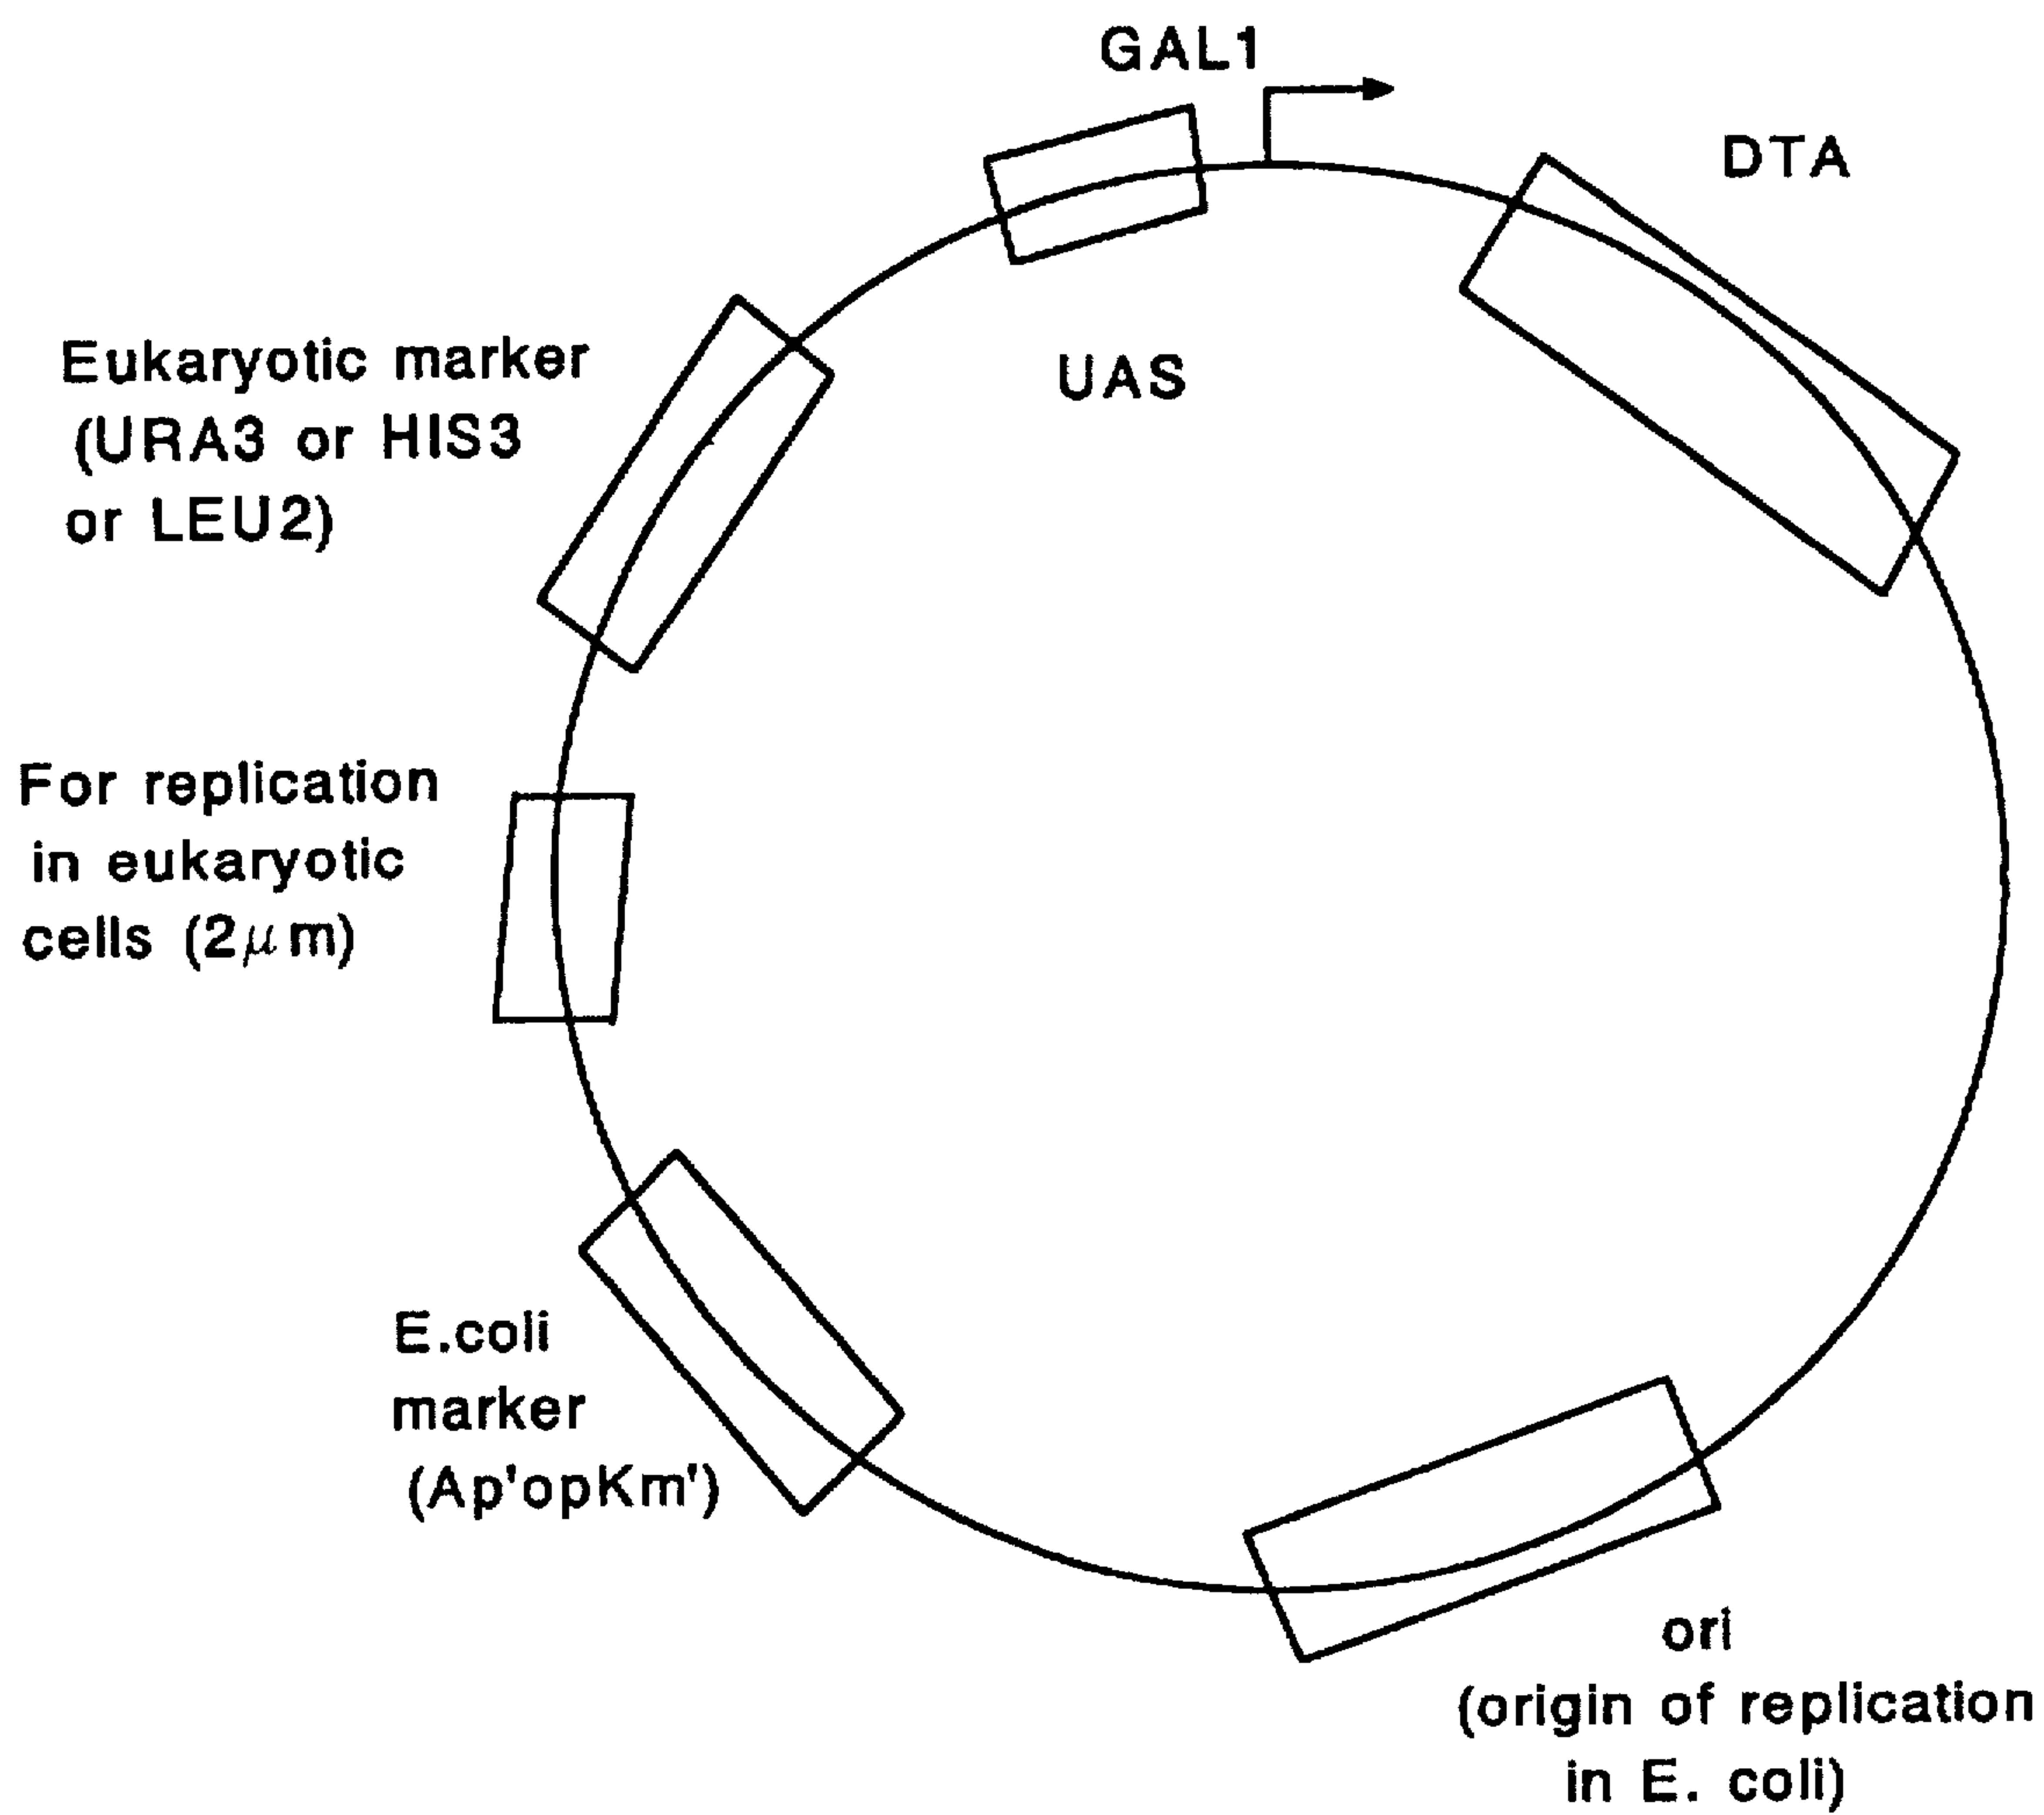 GAL1
DTA
UAS
Eukaryotic marker
(URA3 or HIS3
or LEU2)
For replication
in eukaryotic
cells (2μm)
E.coli
marker
(Ap'opKm')
ori
(origin of replication
in E. coli)